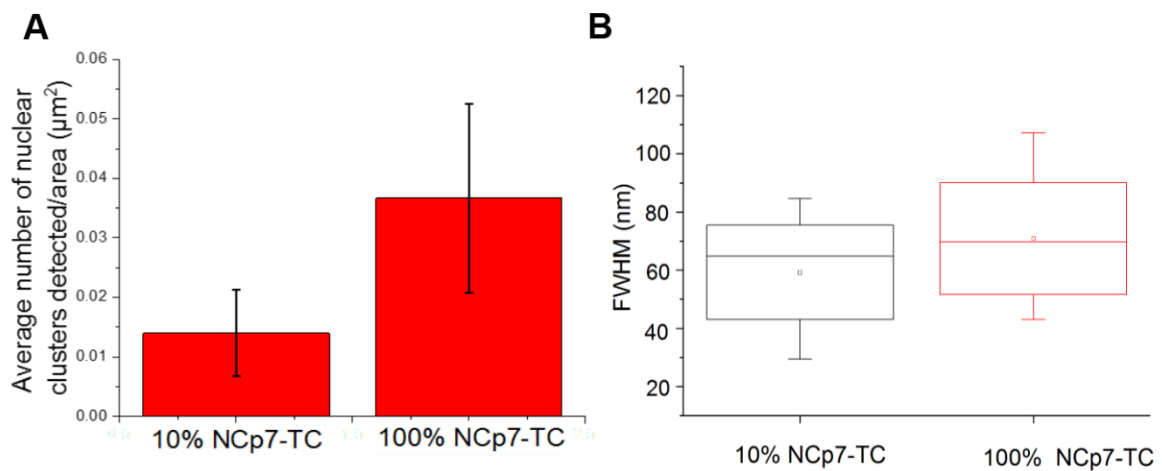 A
Average number of nuclear
clusters detected/area (μm²)
0.06
0.05
0.04
0.03
0.02
0.01
0.00
10% NCp7-TC
100% NCp7-TC
B
FWHM (nm)
120
100
80
60
40
20
10% NCp7-TC
100% NCp7-TC